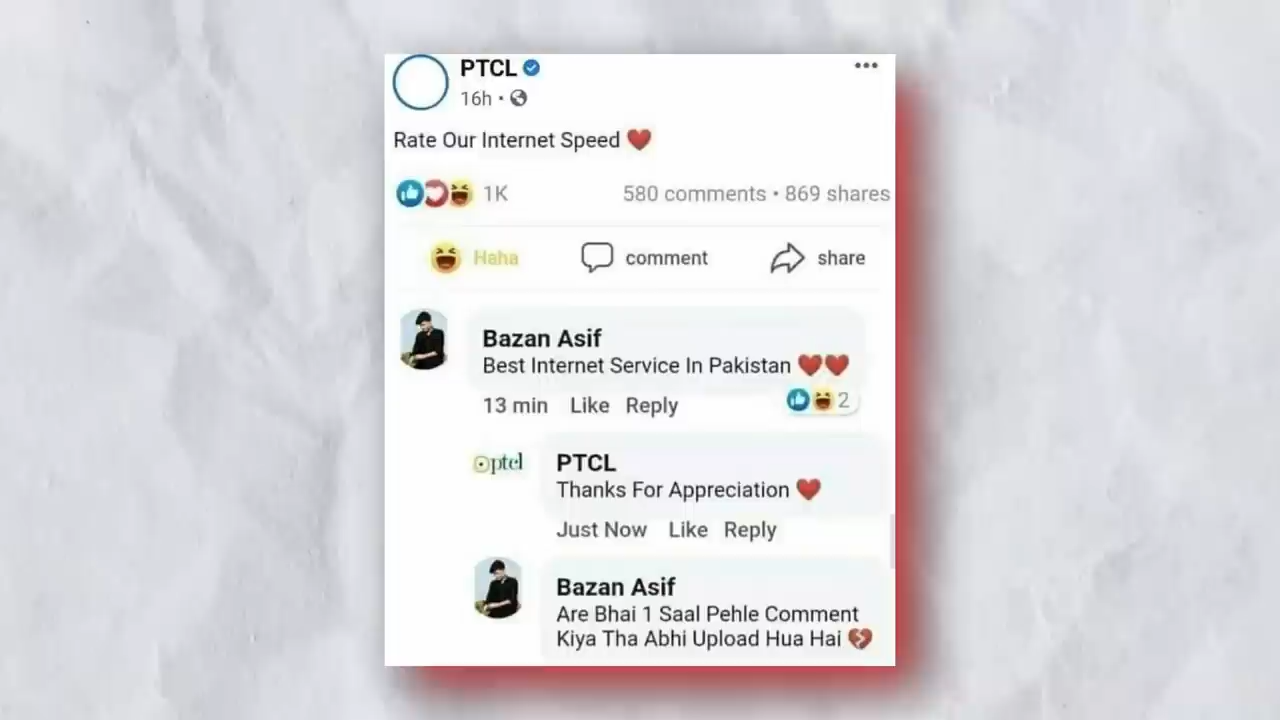 PTCL
16h
Rate Our Internet Speed ❤️
1K 580 comments • 869 shares
Haha comment share
Bazan Asif
Best Internet Service In Pakistan ❤️❤️
13 min Like Reply 2
ptcl
PTCL
Thanks For Appreciation ❤️
Just Now Like Reply
Bazan Asif
Are Bhai 1 Saal Pehle Comment
Kiya Tha Abhi Upload Hua Hai 💔